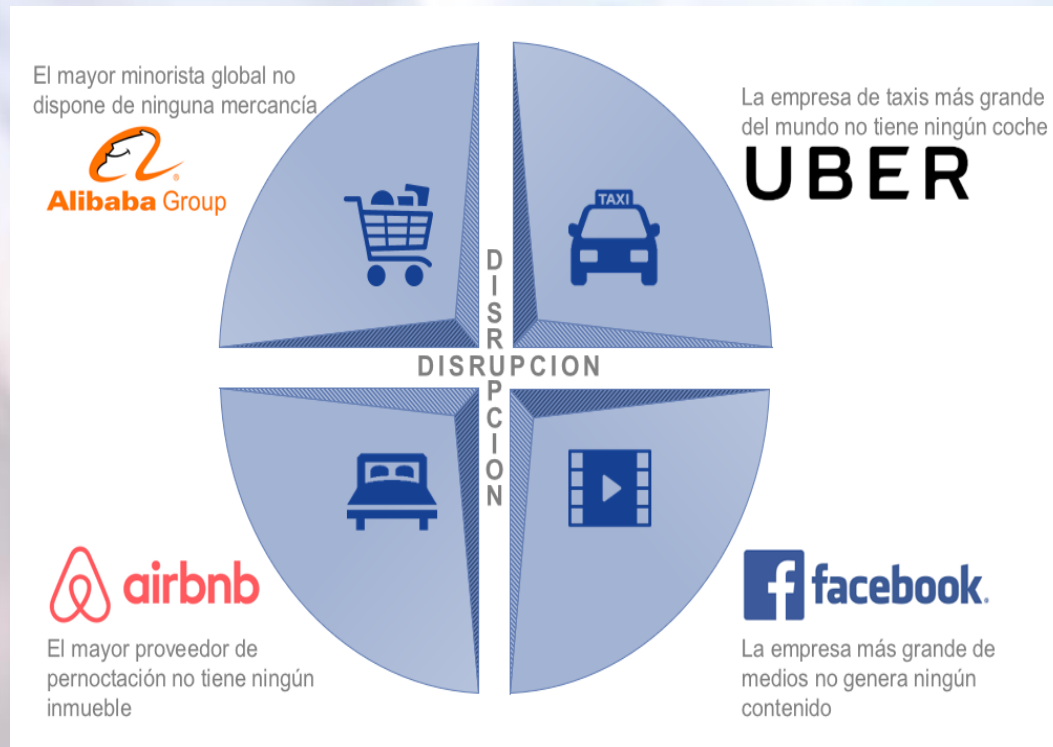 El mayor minorista global no
dispone de ninguna mercancía
Alibaba Group
La empresa de taxis más grande
del mundo no tiene ningún coche
UBER
TAXI
DISRUPCION
DISRUPCION
airbnb
El mayor proveedor de
pernoctación no tiene ningún
inmueble
f facebook.
La empresa más grande de
medios no genera ningún
contenido